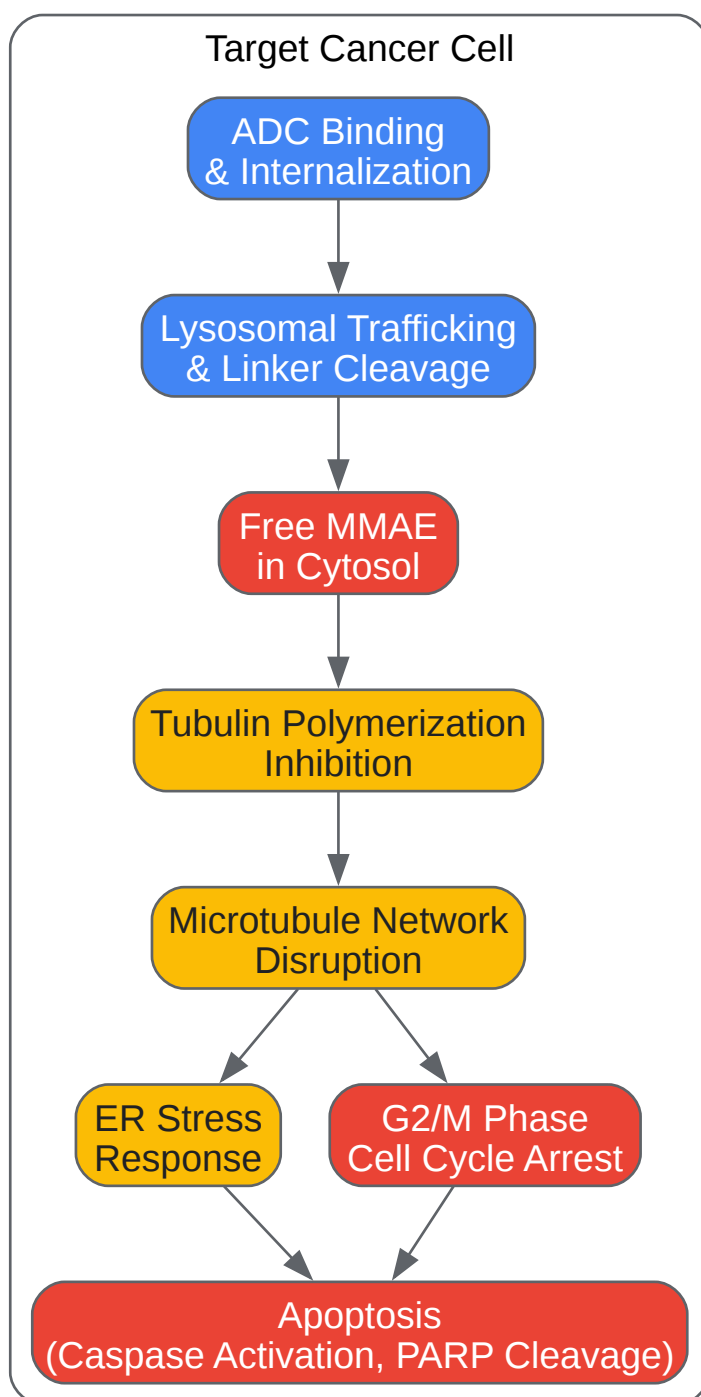 Target Cancer Cell
ADC Binding
& Internalization
Lysosomal Trafficking
& Linker Cleavage
Free MMAE
in Cytosol
Tubulin Polymerization
Inhibition
Microtubule Network
Disruption
ER Stress
Response
G2/M Phase
Cell Cycle Arrest
Apoptosis
(Caspase Activation, PARP Cleavage)